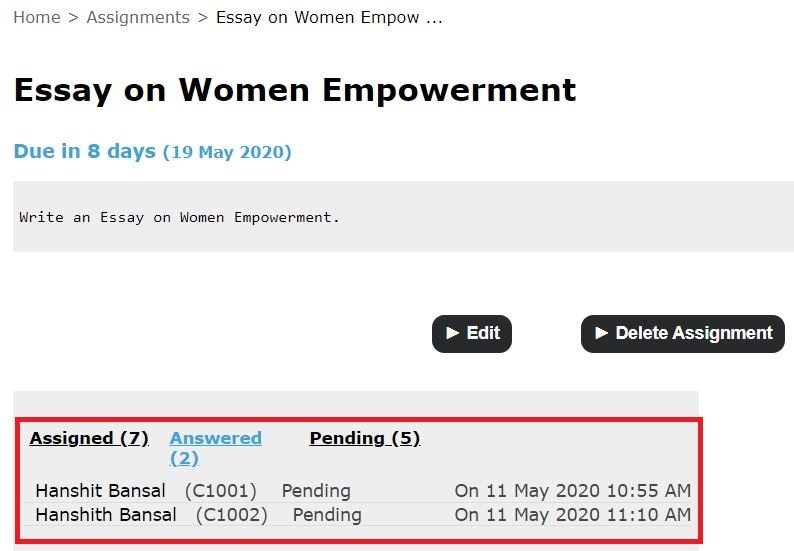 Home > Assignments > Essay on Women Empow ...
Essay on Women Empowerment
Due in 8 days (19 May 2020)
Write an Essay on Women Empowerment.
► Edit ► Delete Assignment
Assigned (7) Answered Pending (5)
(2)
Hanshit Bansal (C1001) Pending On 11 May 2020 10:55 AM
Hanshith Bansal (C1002) Pending On 11 May 2020 11:10 AM